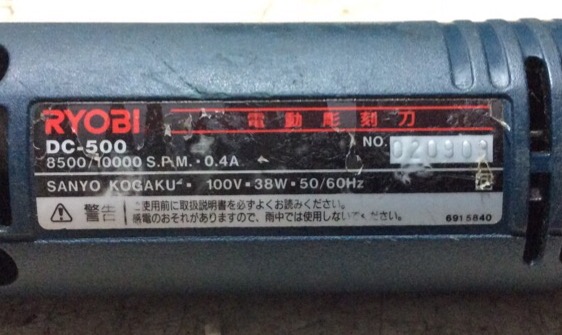 RYOBI 電動彫刻刀
DC-500 NO. 020909
8500/10000 S.P.M.・0.4A
SANYO KOGAKU・100V・38W・50/60Hz
警告 ご使用前に取扱説明書を必ずよくお読みください。
感電のおそれがありますので、雨中では使用しないでください。
6915840